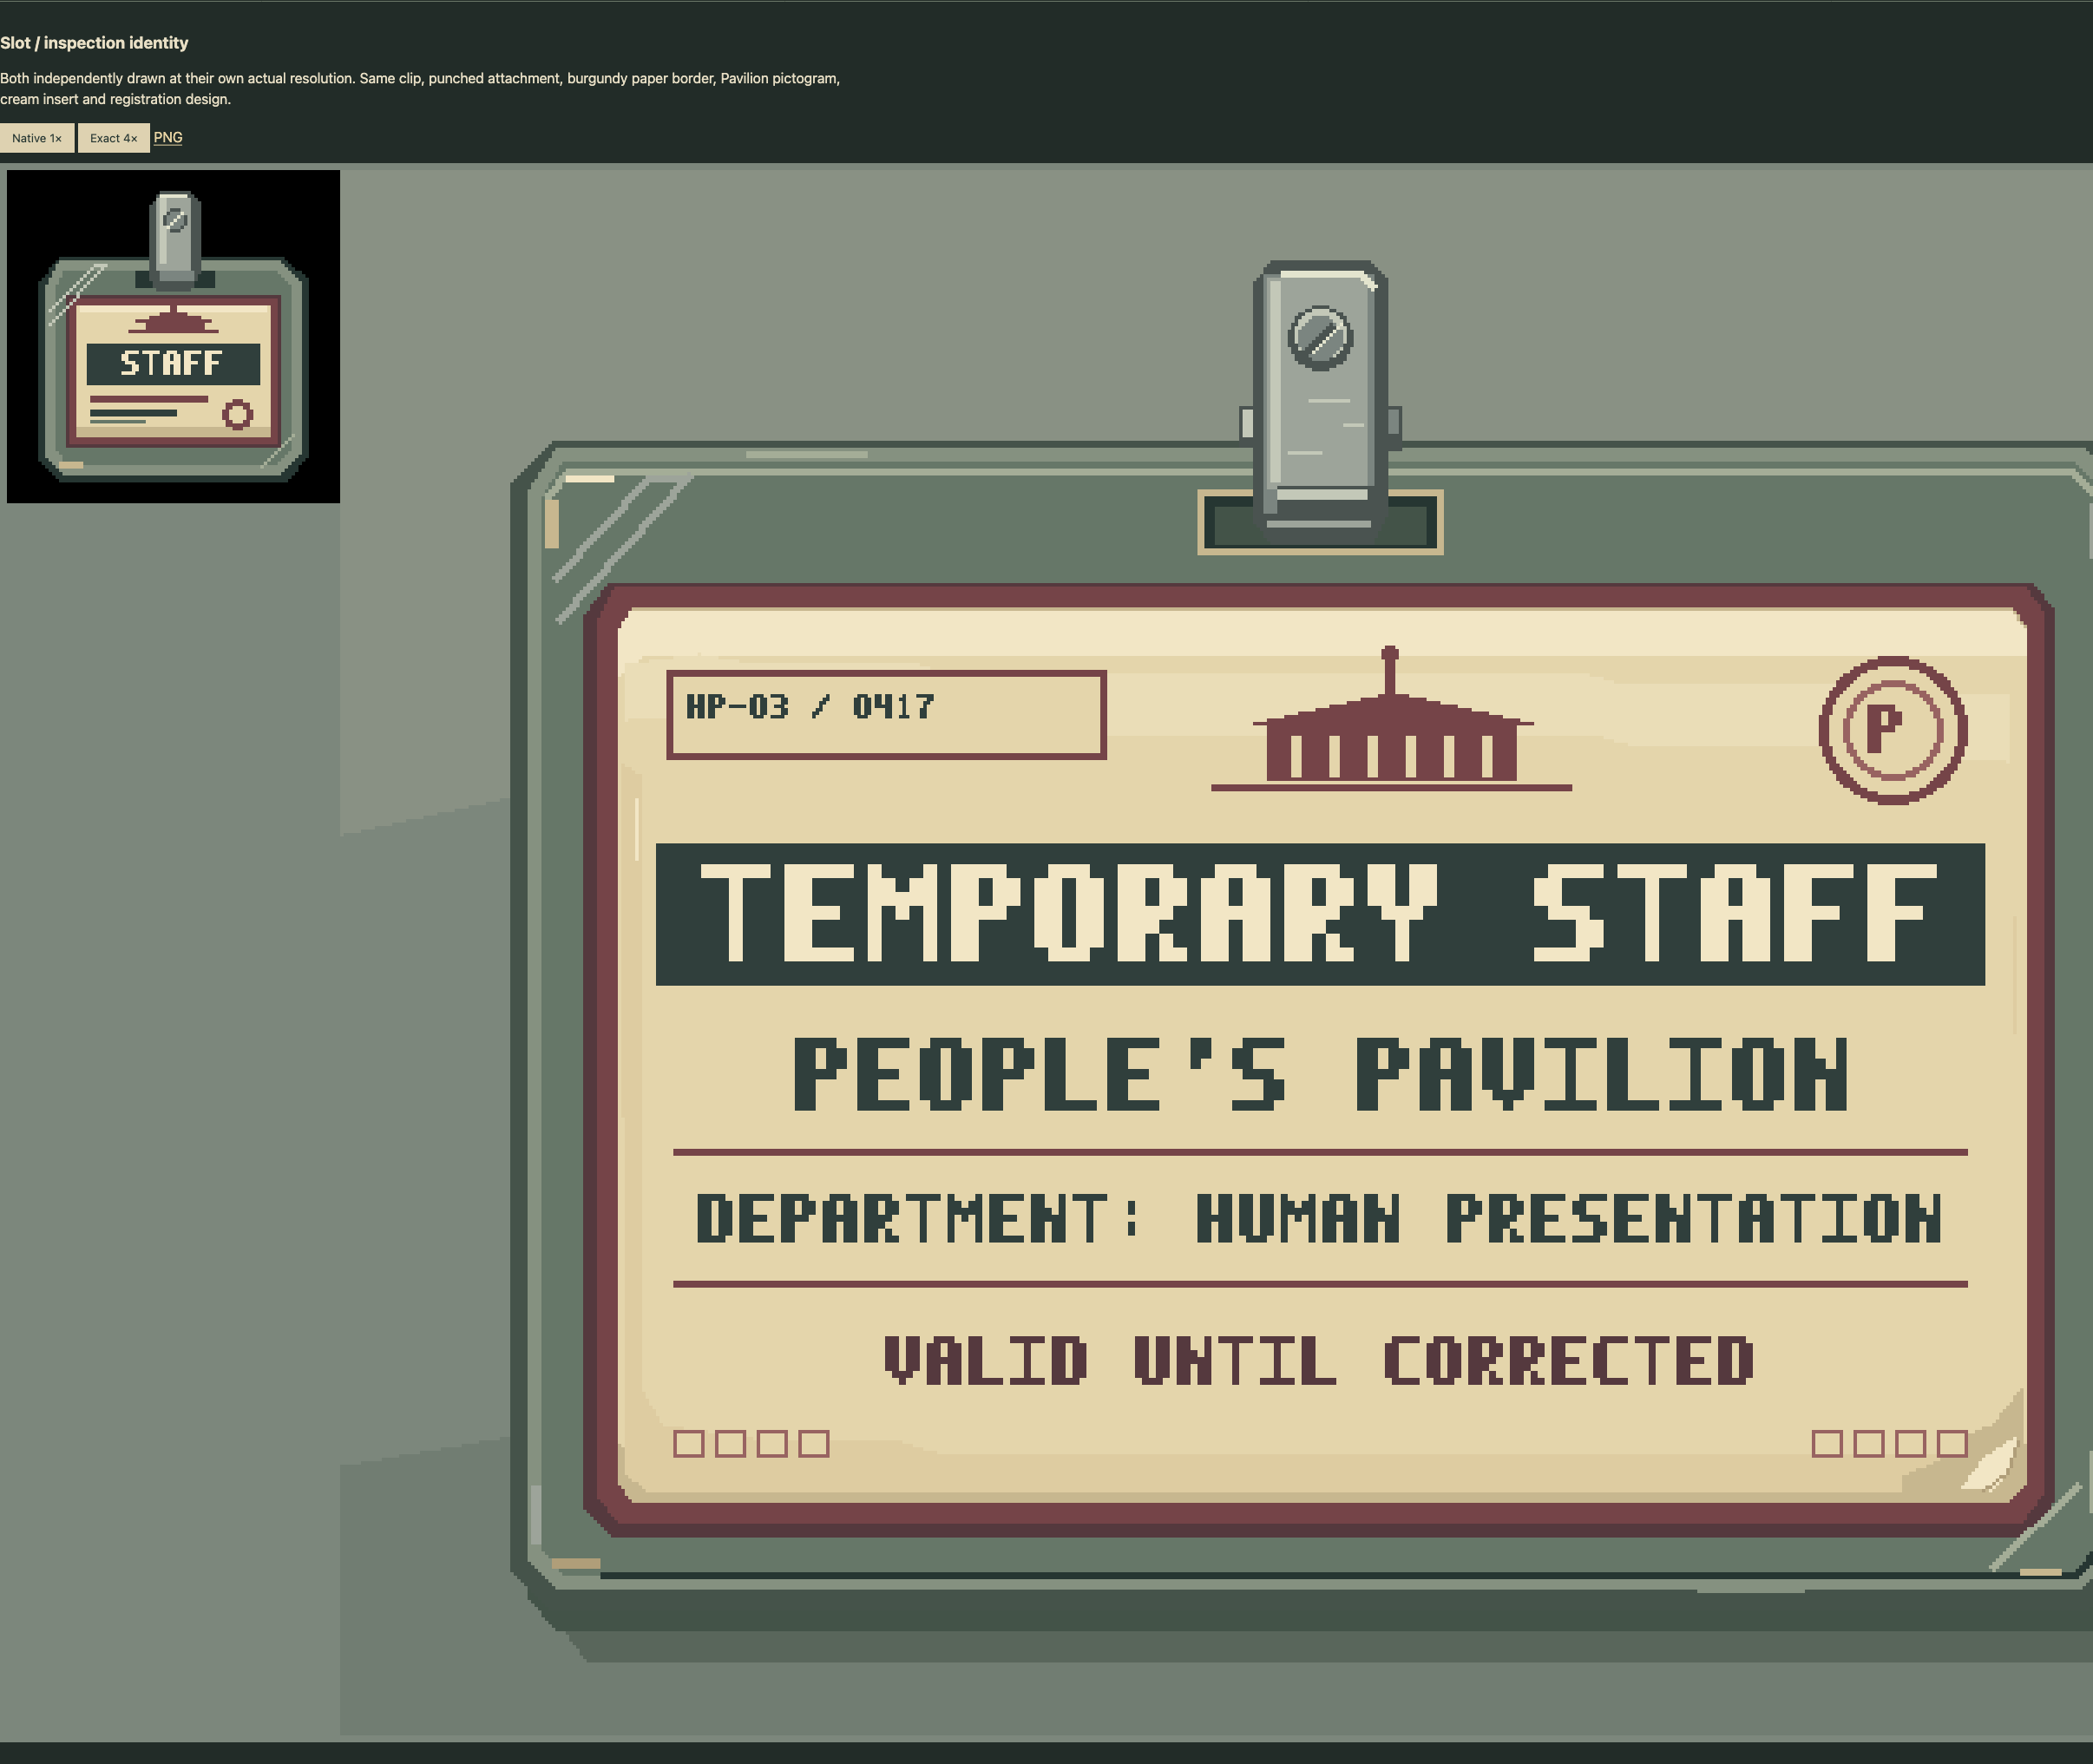 Slot / inspection identity
Both independently drawn at their own actual resolution. Same clip, punched attachment, burgundy paper border, Pavilion pictogram,
cream insert and registration design.
Native 1× Exact 4× PNG
STAFF
HP-03 / 0417
P
TEMPORARY STAFF
PEOPLE'S PAVILION
DEPARTMENT: HUMAN PRESENTATION
VALID UNTIL CORRECTED